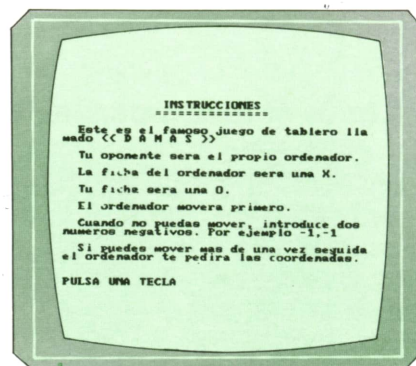 INSTRUCCIONES
===============
Este es el famoso juego de tablero lla
mado << D A M A S >>
Tu oponente sera el propio ordenador.
La ficha del ordenador sera una X.
Tu ficha sera una O.
El ordenador movera primero.
Cuando no puedas mover, introduce dos
numeros negativos. Por ejemplo -1,-1
Si puedes mover mas de una vez seguida
el ordenador te pedira las coordenadas.
PULSA UNA TECLA